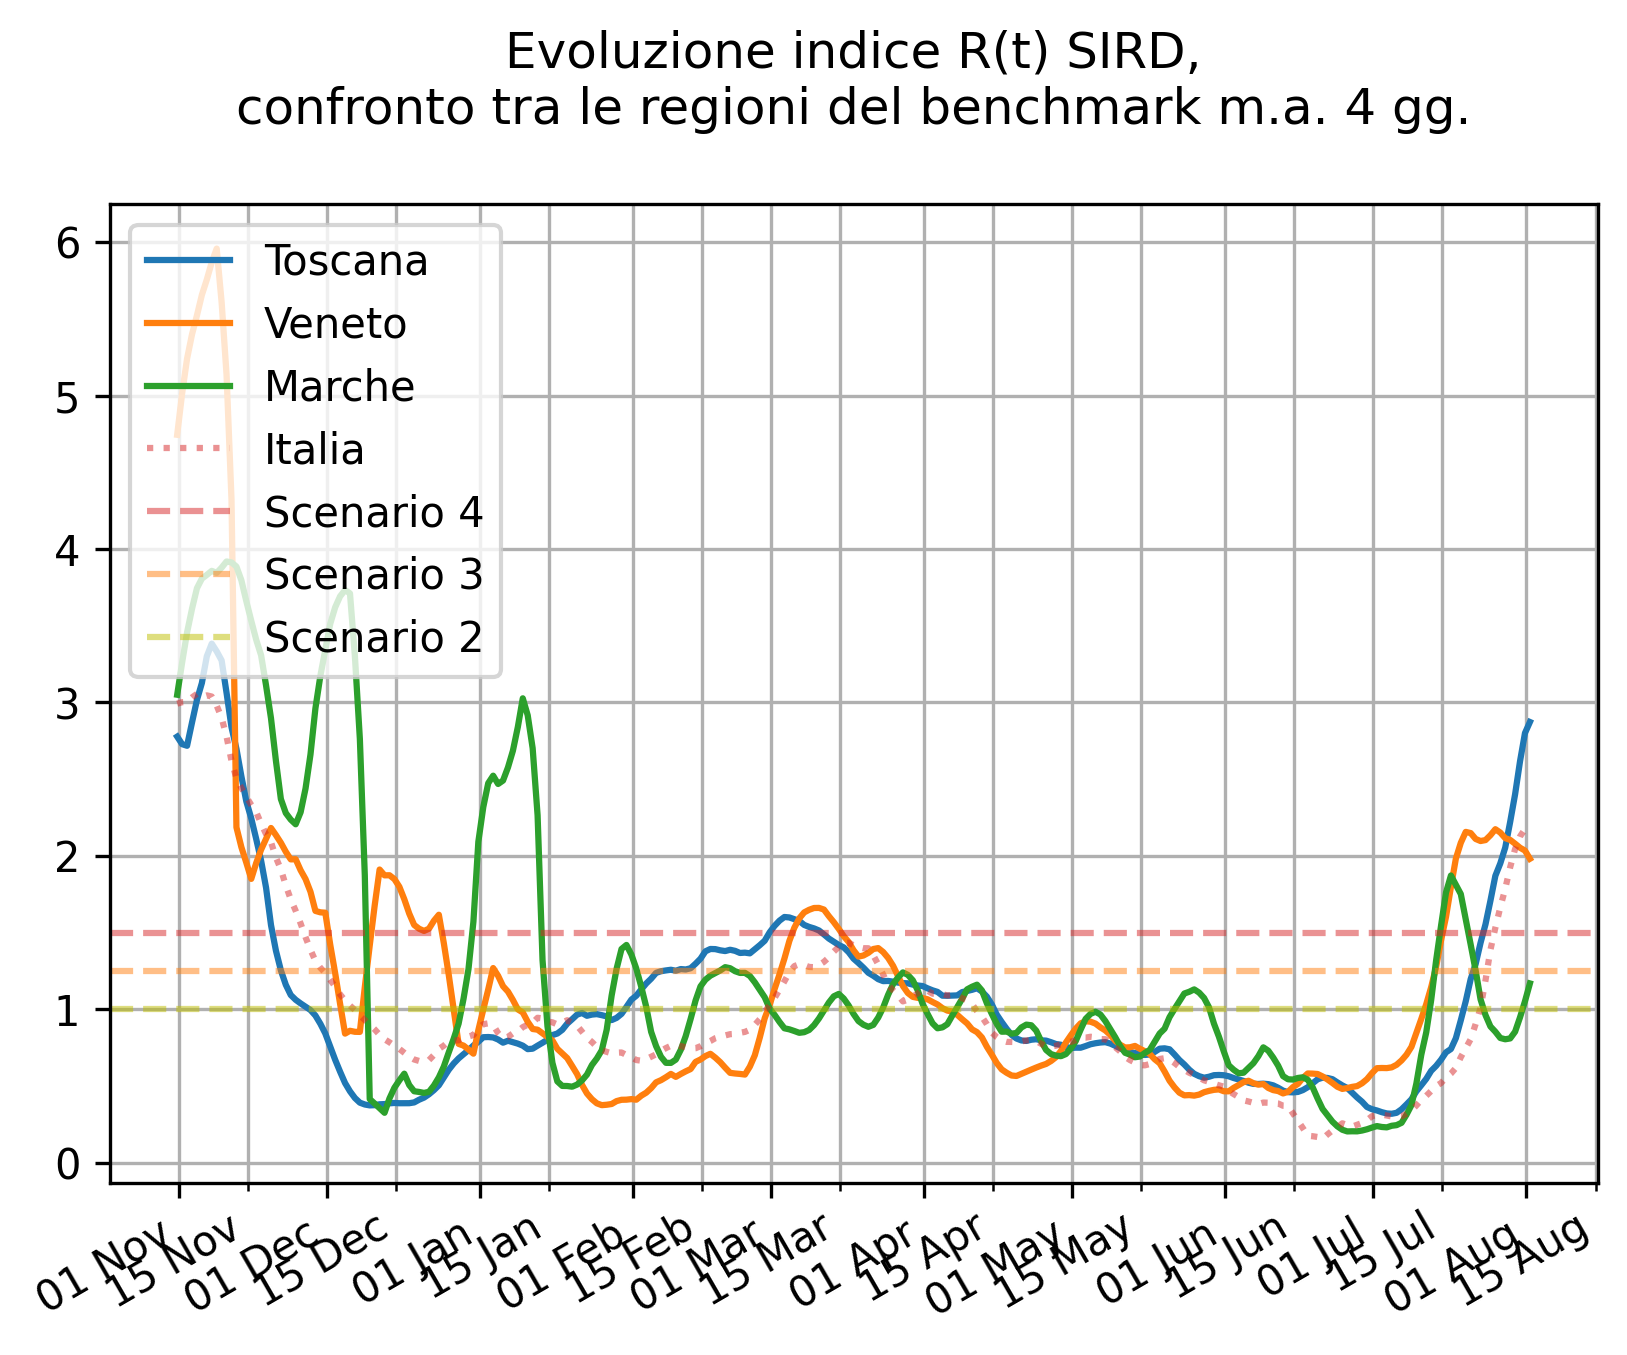 Evoluzione indice R(t) SIRD,
confronto tra le regioni del benchmark m.a. 4 gg.
6
5
4
3
2
1
0
Toscana
Veneto
Marche
Italia
Scenario 4
Scenario 3
Scenario 2
01 Nov
15 Nov
01 Dec
15 Dec
01 Jan
15 Jan
01 Feb
15 Feb
01 Mar
15 Mar
01 Apr
15 Apr
01 May
15 May
01 Jun
15 Jun
01 Jul
15 Jul
01 Aug
15 Aug